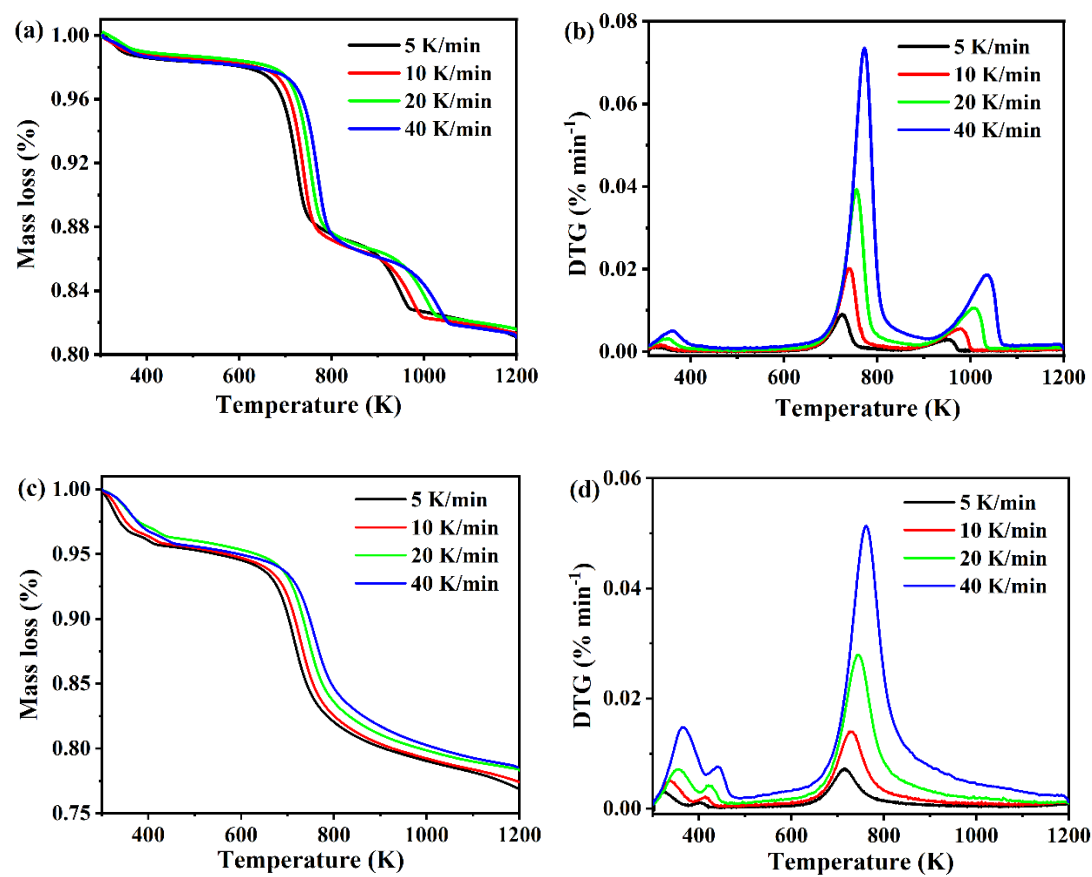 (a)
1.00
0.96
0.92
0.88
0.84
0.80
Mass loss (%)
5 K/min
10 K/min
20 K/min
40 K/min
400 600 800 1000 1200
Temperature (K)
(b)
0.08
0.06
0.04
0.02
0.00
DTG (% min⁻¹)
5 K/min
10 K/min
20 K/min
40 K/min
400 600 800 1000 1200
Temperature (K)
(c)
1.00
0.95
0.90
0.85
0.80
0.75
Mass loss (%)
5 K/min
10 K/min
20 K/min
40 K/min
400 600 800 1000 1200
Temperature (K)
(d)
0.06
0.04
0.02
0.00
DTG (% min⁻¹)
5 K/min
10 K/min
20 K/min
40 K/min
400 600 800 1000 1200
Temperature (K)